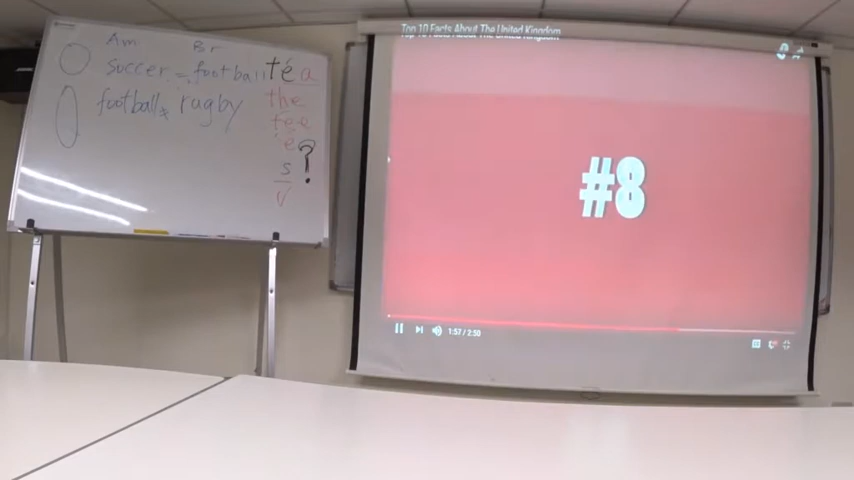 Am Br
soccer = football
football ≠ rugby
téa
the
tee
e
?
s
v
Top 10 Facts About The United Kingdom
#8
1:57 / 2:50